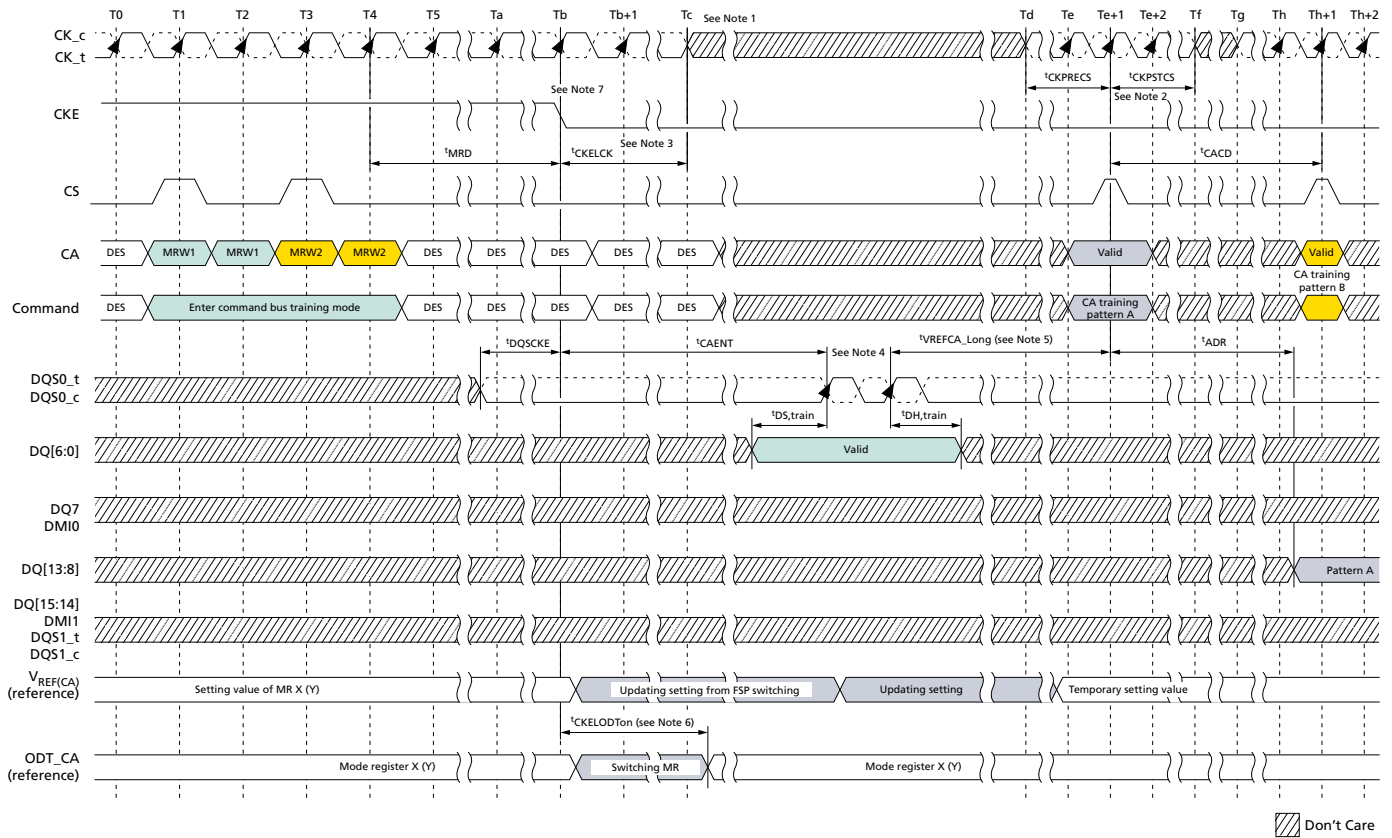 T0 T1 T2 T3 T4 T5 Ta Tb Tb+1 Tc See Note 1 Td Te Te+1 Te+2 Tf Tg Th Th+1 Th+2
CK_c
CK_t
tCKPRECS tCKPSTCS
See Note 7 See Note 2
CKE
See Note 3
tMRD tCKELCK tCACD
CS
CA DES MRW1 MRW1 MRW2 MRW2 DES DES DES DES DES Valid Valid
CA training
pattern B
Command DES Enter command bus training mode DES DES DES DES DES CA training
pattern A
tDQSCKE tCAENT See Note 4 tVREFCA_Long (see Note 5) tADR
DQS0_t
DQS0_c
tDS,train tDH,train
DQ[6:0] Valid
DQ7
DMI0
DQ[13:8] Pattern A
DQ[15:14]
DMI1
DQS1_t
DQS1_c
VREF(CA)
(reference) Setting value of MR X (Y) Updating setting from FSP switching Updating setting Temporary setting value
tCKELODTon (see Note 6)
ODT_CA
(reference) Mode register X (Y) Switching MR Mode register X (Y)
Don't Care